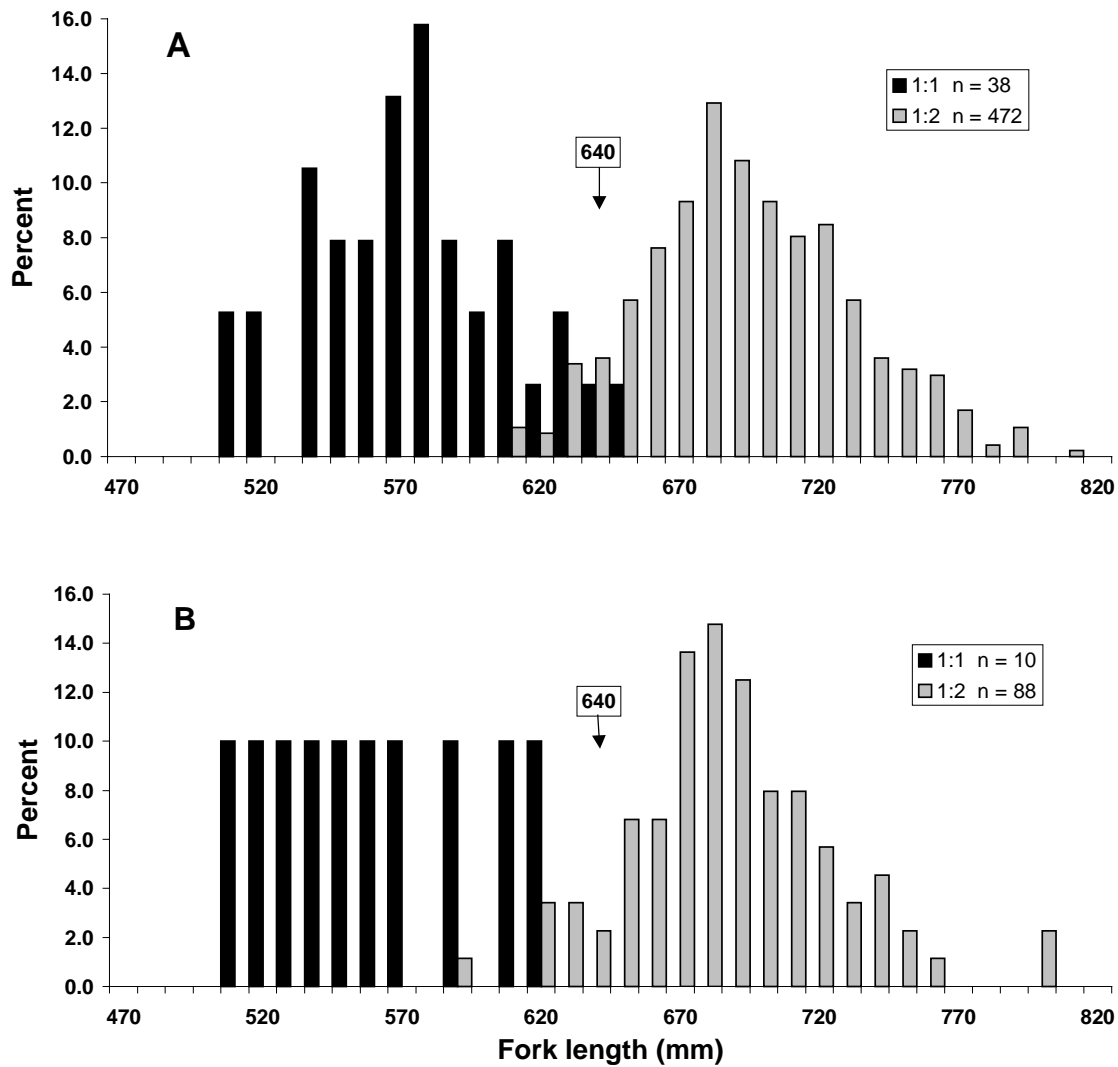 16.0
A
14.0
1:1 n = 38
1:2 n = 472
12.0
640
10.0
Percent
8.0
6.0
4.0
2.0
0.0
470 520 570 620 670 720 770 820
16.0
B
14.0
1:1 n = 10
1:2 n = 88
12.0
640
10.0
Percent
8.0
6.0
4.0
2.0
0.0
470 520 570 620 670 720 770 820
Fork length (mm)